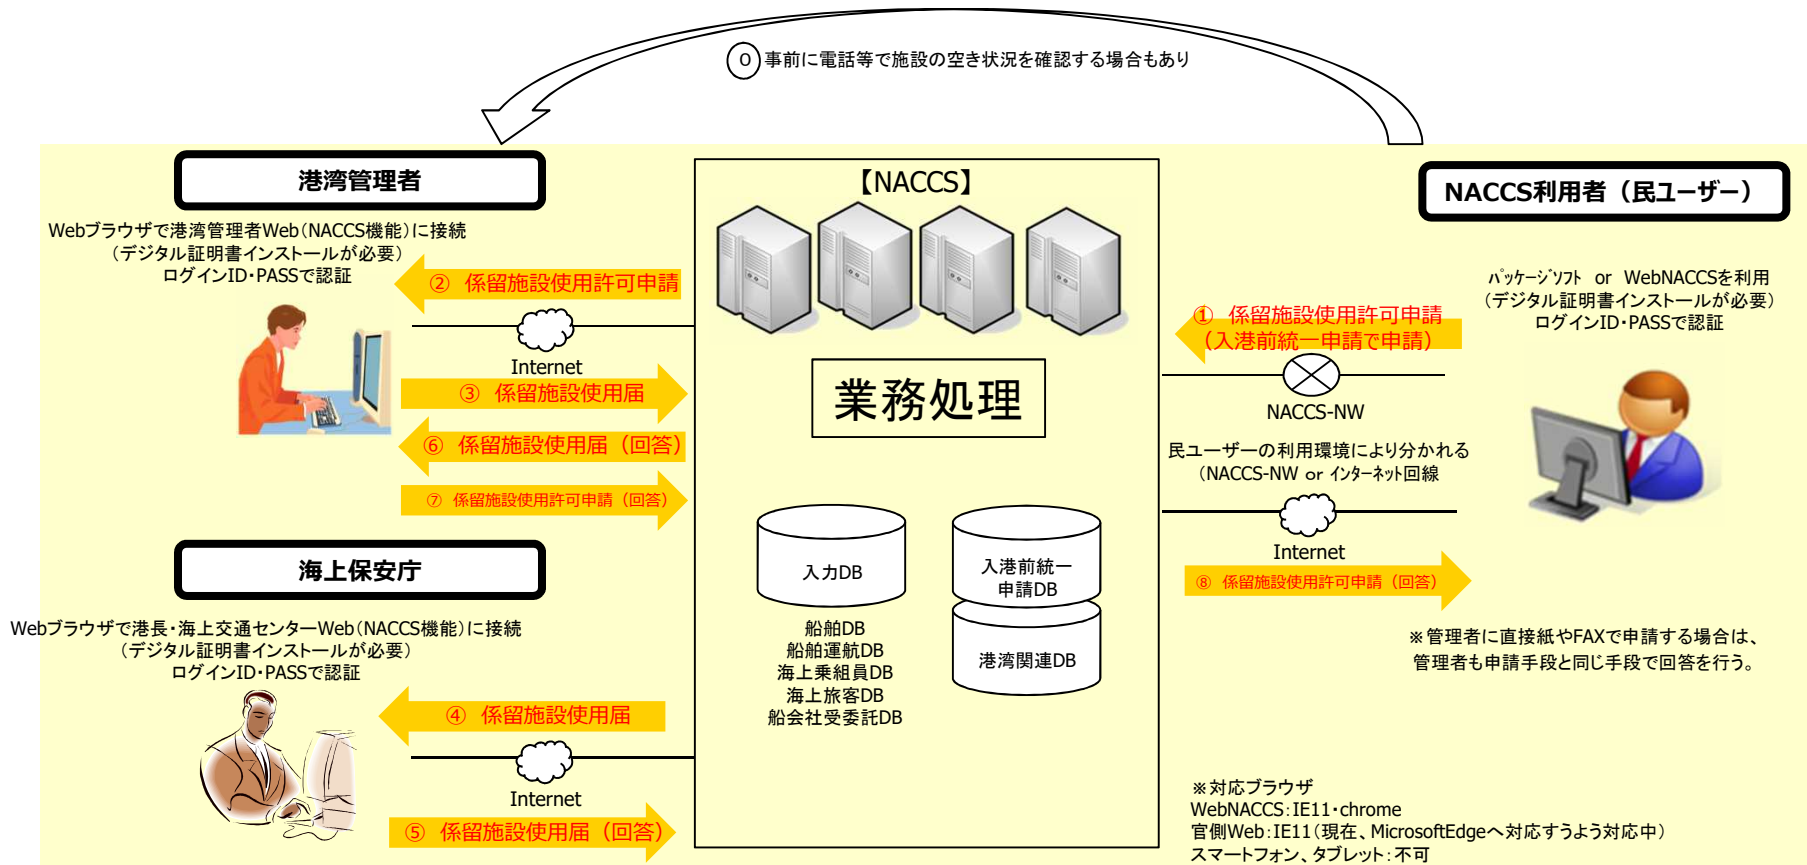 ０ 事前に電話等で施設の空き状況を確認する場合もあり
港湾管理者
Webブラウザで港湾管理者Web（NACCS機能）に接続
（デジタル証明書インストールが必要）
ログインID・PASSで認証
② 係留施設使用許可申請
Internet
③ 係留施設使用届
⑥ 係留施設使用届（回答）
⑦ 係留施設使用許可申請（回答）
海上保安庁
Webブラウザで港長・海上交通センターWeb（NACCS機能）に接続
（デジタル証明書インストールが必要）
ログインID・PASSで認証
④ 係留施設使用届
Internet
⑤ 係留施設使用届（回答）
【NACCS】
業務処理
入力DB
船舶DB
船舶運航DB
海上乗組員DB
海上旅客DB
船会社受委託DB
入港前統一
申請DB
港湾関連DB
NACCS利用者（民ユーザー）
ﾊﾟｯｹｰｼﾞソフト or WebNACCSを利用
（デジタル証明書インストールが必要）
ログインID・PASSで認証
① 係留施設使用許可申請
（入港前統一申請で申請）
NACCS-NW
民ユーザーの利用環境により分かれる
（NACCS-NW or インターネット回線
Internet
⑧ 係留施設使用許可申請（回答）
※管理者に直接紙やFAXで申請する場合は、
管理者も申請手段と同じ手段で回答を行う。
※対応ブラウザ
WebNACCS：IE11・chrome
官側Web：IE11（現在、MicrosoftEdgeへ対応すうよう対応中）
スマートフォン、タブレット：不可